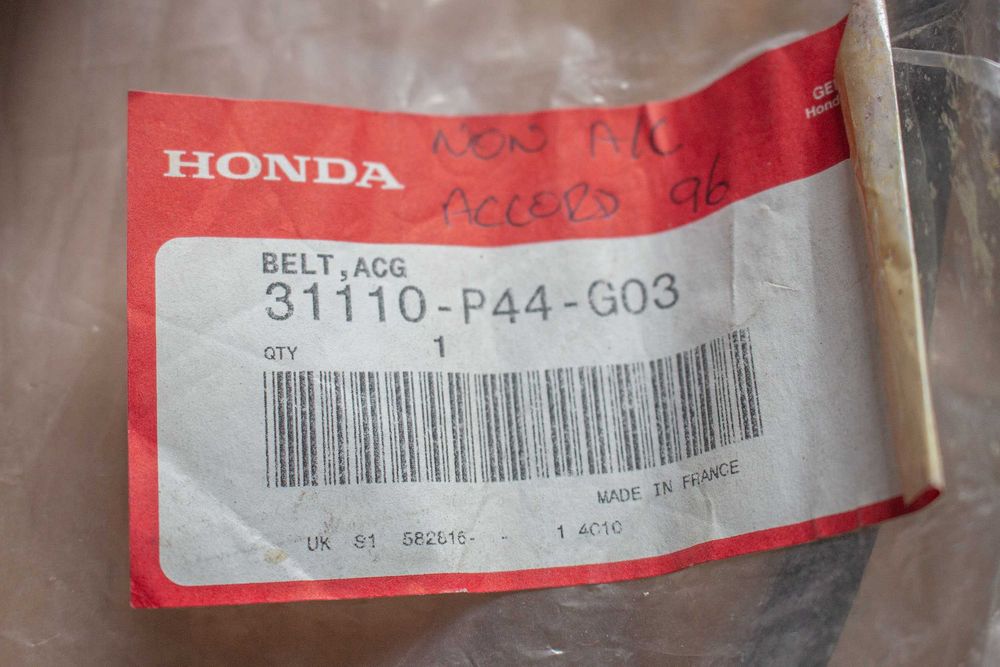 HONDA
NON A/C
ACCORD 96
BELT,ACG
31110-P44-G03
QTY 1
MADE IN FRANCE
UK S1 582816- - 1 4010